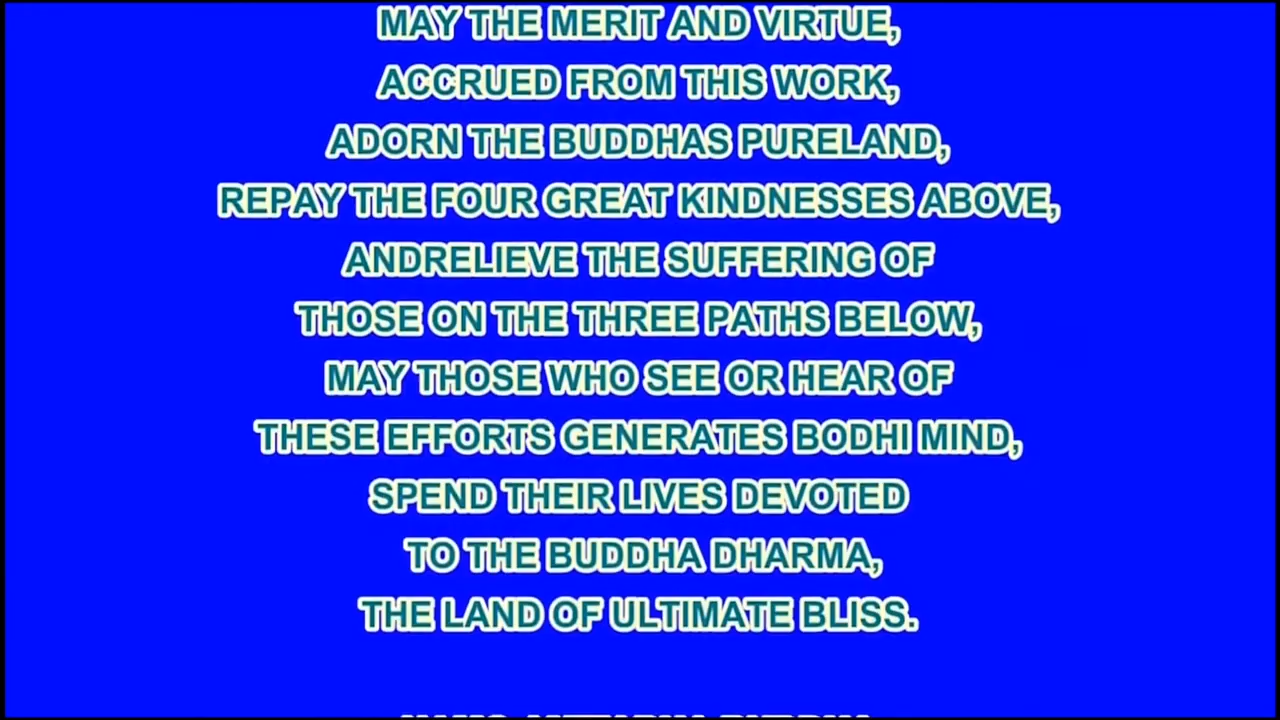 MAY THE MERIT AND VIRTUE,
ACCRUED FROM THIS WORK,
ADORN THE BUDDHAS PURELAND,
REPAY THE FOUR GREAT KINDNESSES ABOVE,
ANDRELIEVE THE SUFFERING OF
THOSE ON THE THREE PATHS BELOW,
MAY THOSE WHO SEE OR HEAR OF
THESE EFFORTS GENERATES BODHI MIND,
SPEND THEIR LIVES DEVOTED
TO THE BUDDHA DHARMA,
THE LAND OF ULTIMATE BLISS.